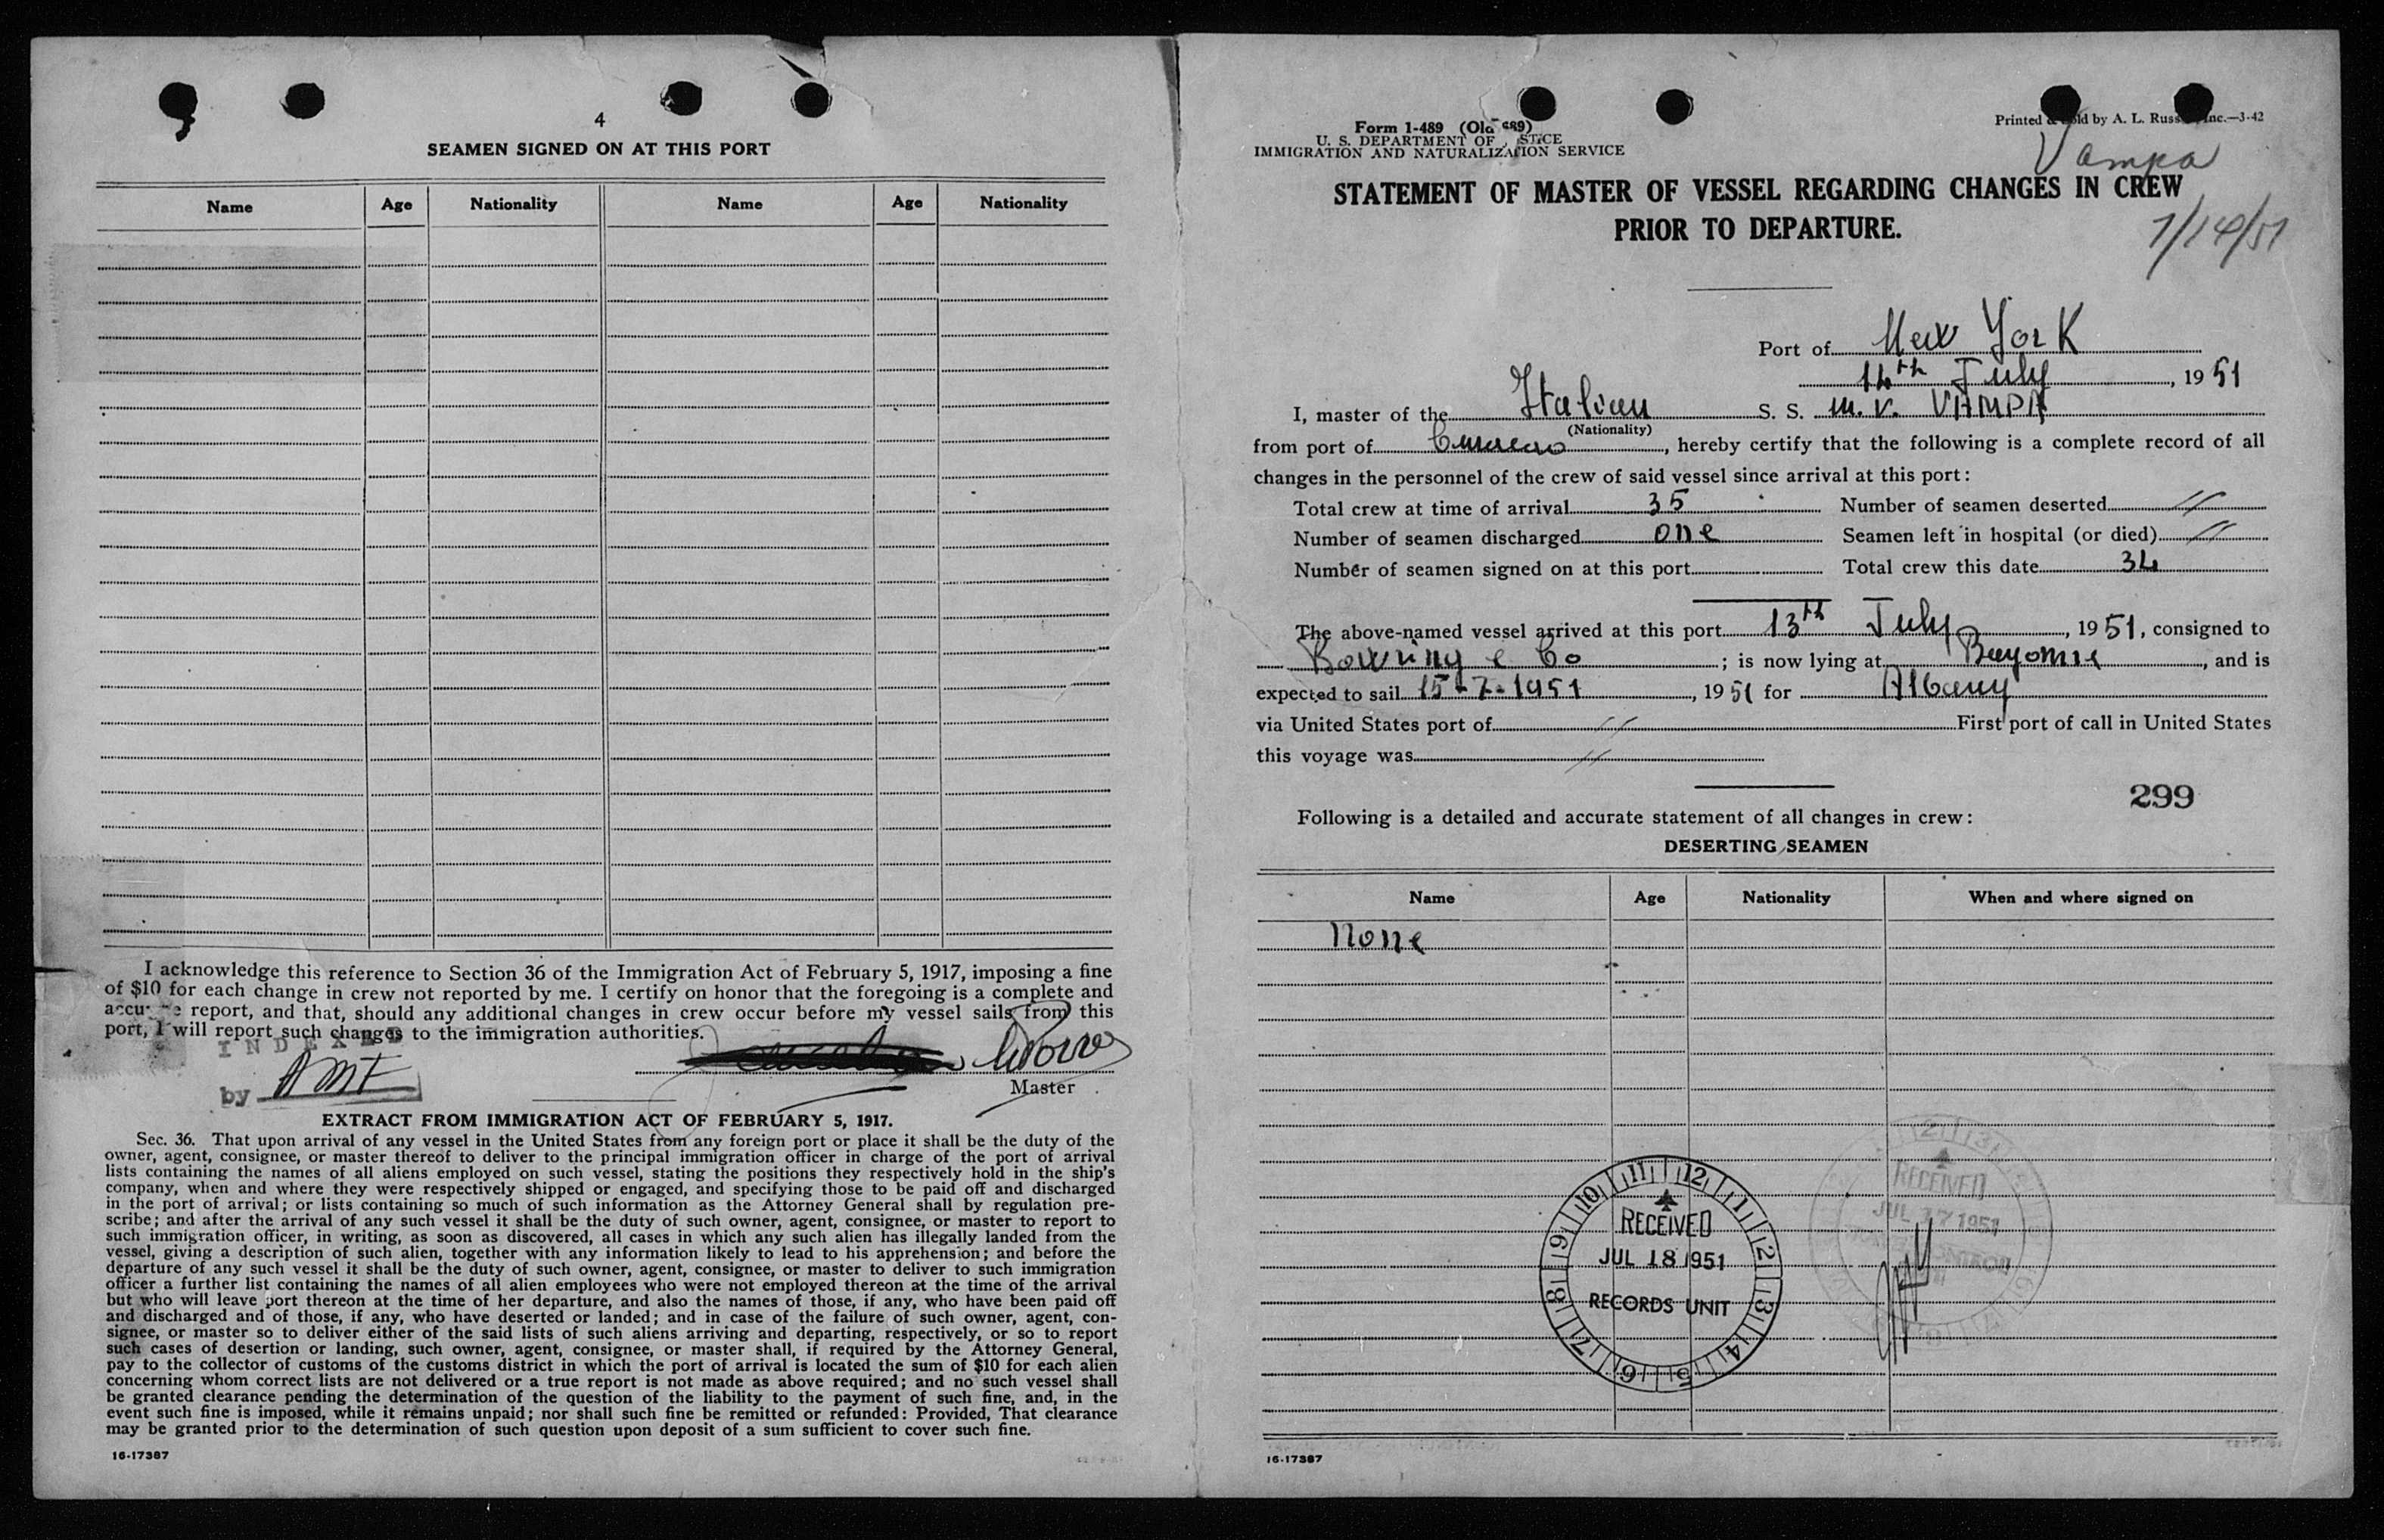 4
SEAMEN SIGNED ON AT THIS PORT
Name Age Nationality Name Age Nationality
I acknowledge this reference to Section 36 of the Immigration Act of February 5, 1917, imposing a fine
of $10 for each change in crew not reported by me. I certify on honor that the foregoing is a complete and
report, and that, should any additional changes in crew occur before my vessel sails from this
port, I will report such changes to the immigration authorities.
INDEXED
by AMF
Master
EXTRACT FROM IMMIGRATION ACT OF FEBRUARY 5, 1917.
Sec. 36. That upon arrival of any vessel in the United States from any foreign port or place it shall be the duty of the
owner, agent, consignee, or master thereof to deliver to the principal immigration officer in charge of the port of arrival
lists containing the names of all aliens employed on such vessel, stating the positions they respectively hold in the ship's
company, when and where they were respectively shipped or engaged, and specifying those to be paid off and discharged
in the port of arrival; or lists containing so much of such information as the Attorney General shall by regulation pre-
scribe; and after the arrival of any such vessel it shall be the duty of such owner, agent, consignee, or master to report to
such immigration officer, in writing, as soon as discovered, all cases in which any such alien has illegally landed from the
vessel, giving a description of such alien, together with any information likely to lead to his apprehension; and before the
departure of any such vessel it shall be the duty of such owner, agent, consignee, or master to deliver to such immigration
officer a further list containing the names of all alien employees who were not employed thereon at the time of the arrival
but who will leave port thereon at the time of her departure, and also the names of those, if any, who have been paid off
and discharged and of those, if any, who have deserted or landed; and in case of the failure of such owner, agent, con-
signee, or master so to deliver either of the said lists of such aliens arriving and departing, respectively, or so to report
such cases of desertion or landing, such owner, agent, consignee, or master shall, if required by the Attorney General,
pay to the collector of customs of the customs district in which the port of arrival is located the sum of $10 for each alien
concerning whom correct lists are not delivered or a true report is not made as above required; and no such vessel shall
be granted clearance pending the determination of the question of the liability to the payment of such fine, and, in the
event such fine is imposed, while it remains unpaid; nor shall such fine be remitted or refunded: Provided, That clearance
may be granted prior to the determination of such question upon deposit of a sum sufficient to cover such fine.
16-17387
Form 1-489 (Old 689)
U. S. DEPARTMENT OF JUSTICE
IMMIGRATION AND NATURALIZATION SERVICE
Printed & Sold by A. L. Russell, Inc.—3-42
Vampa
STATEMENT OF MASTER OF VESSEL REGARDING CHANGES IN CREW
PRIOR TO DEPARTURE.
7/14/51
Port of New York
14th July, 1951
I, master of the Italian S. S. m. v. VAMPA
(Nationality)
from port of Curacao, hereby certify that the following is a complete record of all
changes in the personnel of the crew of said vessel since arrival at this port:
Total crew at time of arrival 35 Number of seamen deserted //
Number of seamen discharged one Seamen left in hospital (or died) //
Number of seamen signed on at this port Total crew this date 34
The above-named vessel arrived at this port 13th July, 1951, consigned to
Bowring & Co; is now lying at Bayonne, and is
expected to sail 15-7-1951, 1951 for Albany
via United States port of // First port of call in United States
this voyage was //
299
Following is a detailed and accurate statement of all changes in crew:
DESERTING SEAMEN
Name Age Nationality When and where signed on
None
RECEIVED
JUL 18 1951
RECORDS UNIT
RECEIVED
JUL 17 1951
11 12 1 2 3 4 5 6 7 8 9 10
16-17387